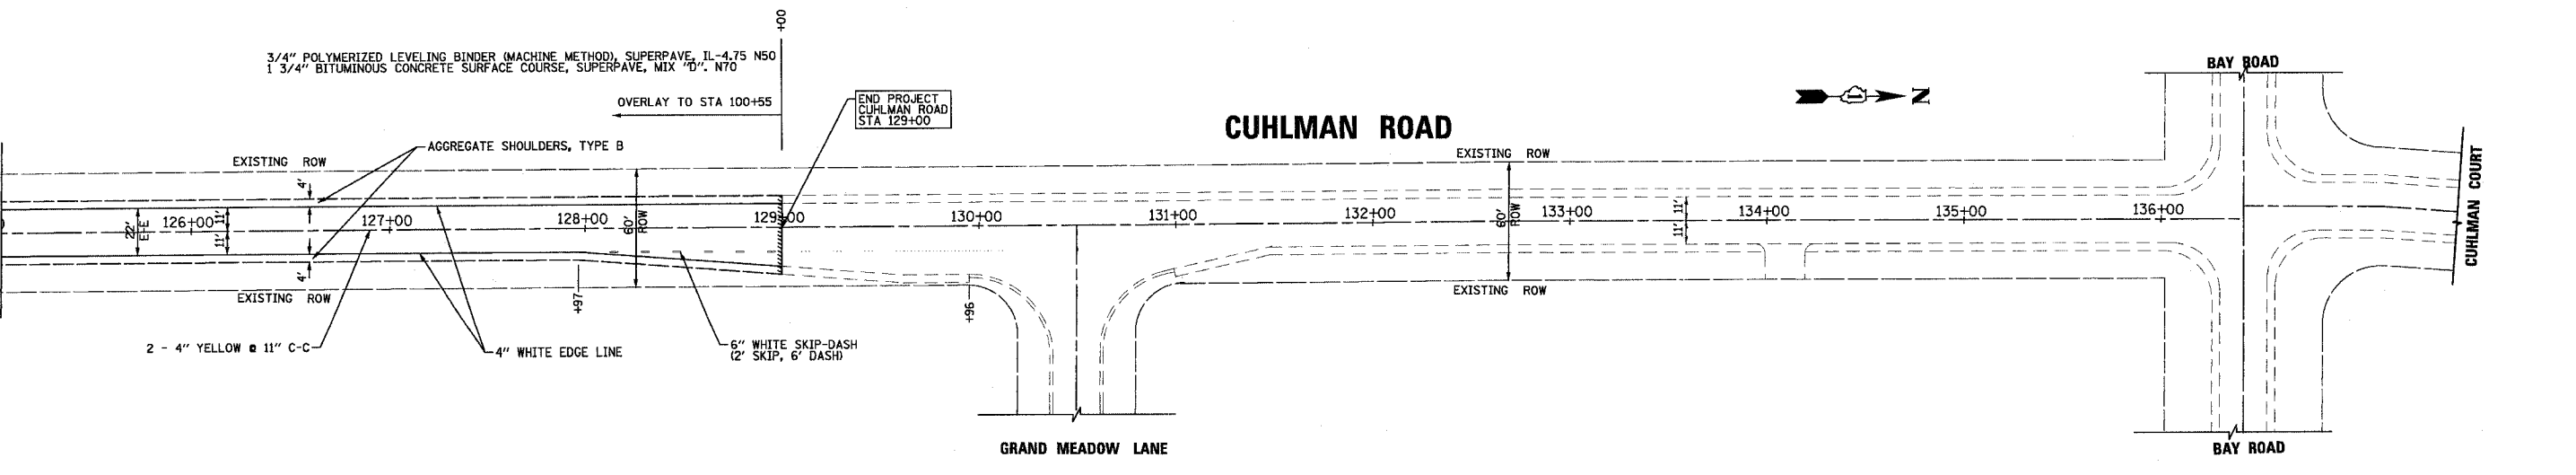 +00
3/4" POLYMERIZED LEVELING BINDER (MACHINE METHOD), SUPERPAVE, IL-4.75 N50
1 3/4" BITUMINOUS CONCRETE SURFACE COURSE, SUPERPAVE, MIX "D". N70
OVERLAY TO STA 100+55
END PROJECT
CUHLMAN ROAD
STA 129+00
CUHLMAN ROAD
N
BAY ROAD
CUHLMAN COURT
AGGREGATE SHOULDERS, TYPE B
EXISTING ROW
EXISTING ROW
4'
22'
E-E
126+00
11'
11'
127+00
128+00
60'
ROW
129+00
130+00
131+00
132+00
60'
ROW
133+00
11'
11'
134+00
135+00
136+00
4'
EXISTING ROW
EXISTING ROW
+97
+96
2 - 4" YELLOW @ 11" C-C
4" WHITE EDGE LINE
6" WHITE SKIP-DASH
(2' SKIP, 6' DASH)
GRAND MEADOW LANE
BAY ROAD